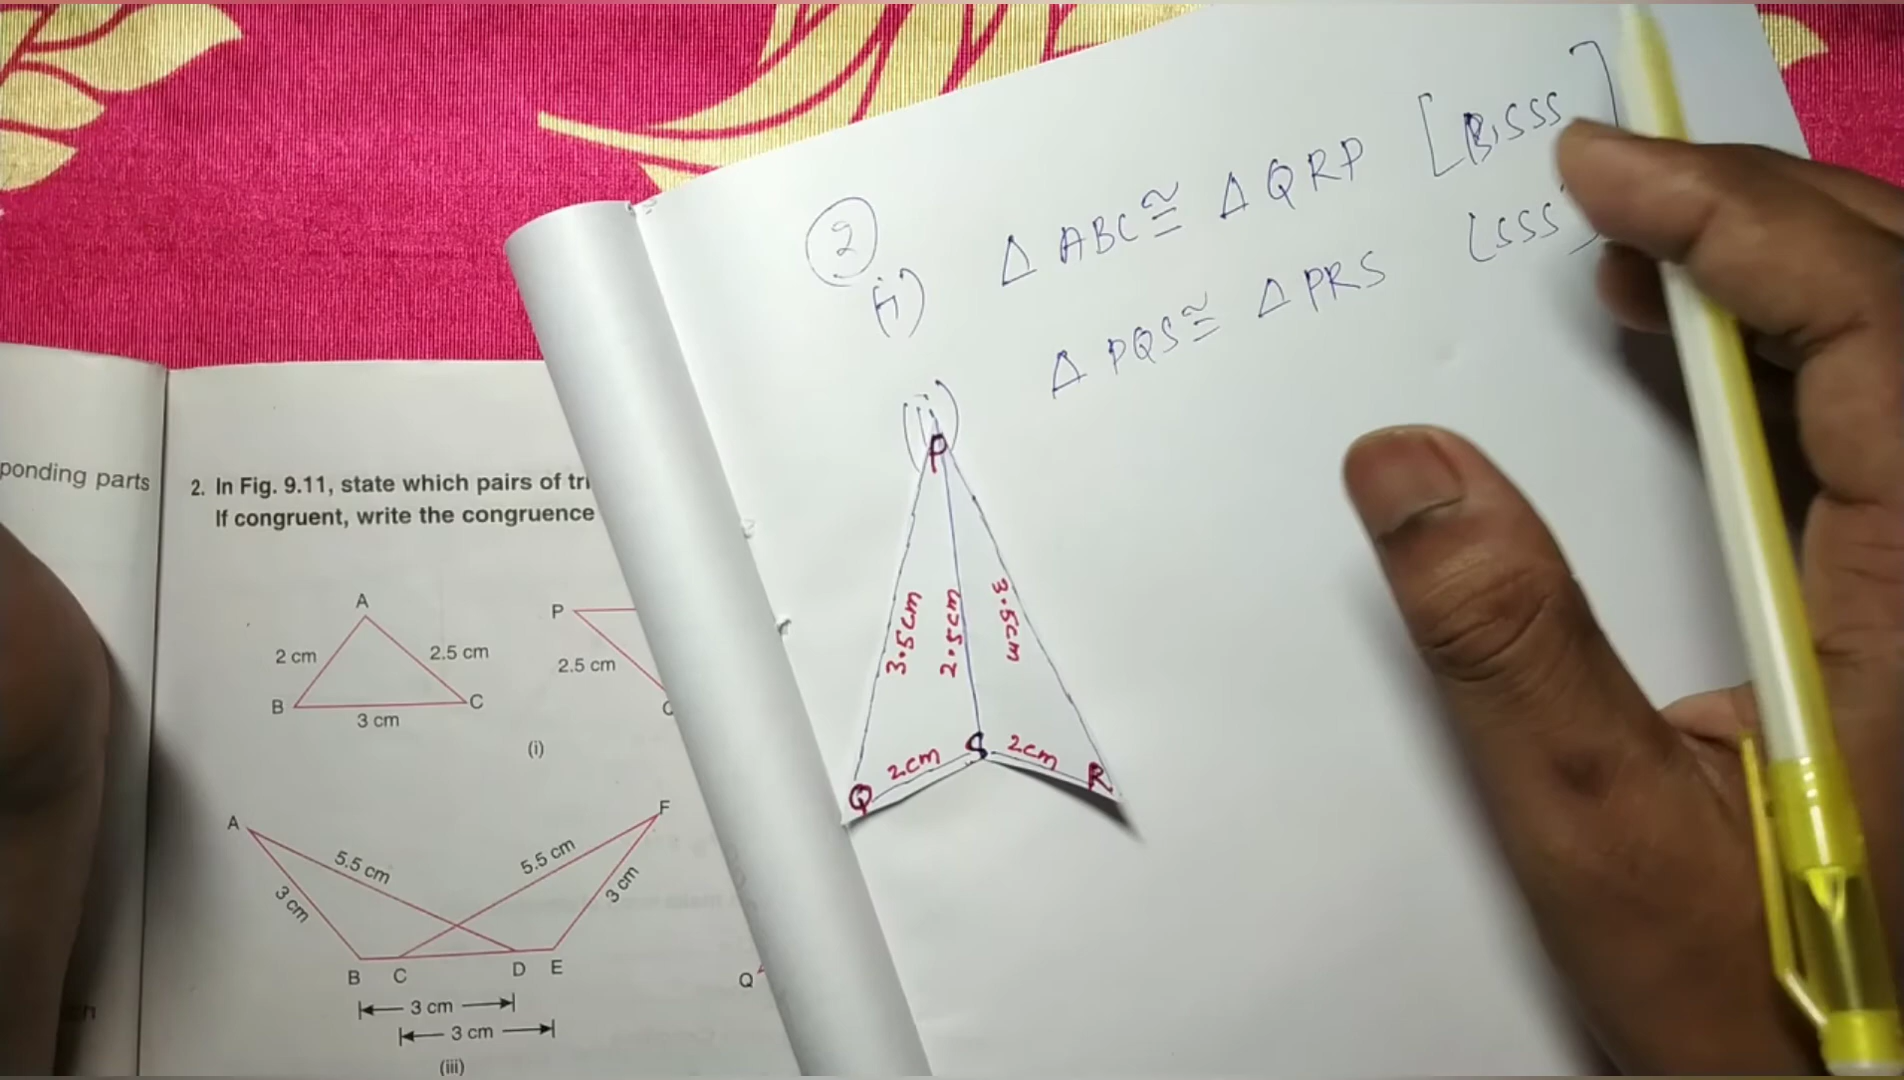 ponding parts
2. In Fig. 9.11, state which pairs of tri
If congruent, write the congruence
A
2 cm
2.5 cm
B
C
3 cm
P
2.5 cm
(i)
A
F
5.5 cm
5.5 cm
3 cm
3 cm
B C D E
3 cm
3 cm
(iii)
Q
2
(i)
Δ ABC ≅ Δ QRP [B,SSS]
Δ PQS ≅ Δ PRS [SSS]
(ii)
P
3.5cm
2.5cm
3.5cm
S
2cm
2cm
Q
R